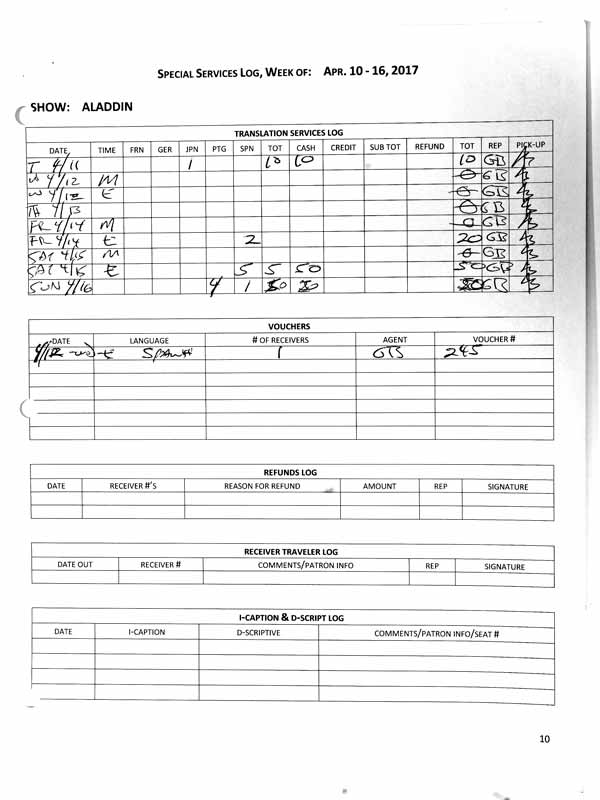 SPECIAL SERVICES LOG, WEEK OF: APR. 10 - 16, 2017
SHOW: ALADDIN
TRANSLATION SERVICES LOG
DATE TIME FRN GER JPN PTG SPN TOT CASH CREDIT SUB TOT REFUND TOT REP PICK-UP
T 4/11 1 10 10 10 GB
W 4/12 M 0 GB
W 4/12 E 0 GB
TH 4/13 0 GB
FR 4/14 M 0 GB
FR 4/14 E 2 20 GB
SAT 4/15 M 0 GB
SAT 4/15 E 5 5 50 50 GB
SUN 4/16 4 1 50 GB
VOUCHERS
DATE LANGUAGE # OF RECEIVERS AGENT VOUCHER #
4/12 E SPANISH 1 GTS 245
REFUNDS LOG
DATE RECEIVER #'S REASON FOR REFUND AMOUNT REP SIGNATURE
RECEIVER TRAVELER LOG
DATE OUT RECEIVER # COMMENTS/PATRON INFO REP SIGNATURE
I-CAPTION & D-SCRIPT LOG
DATE I-CAPTION D-SCRIPTIVE COMMENTS/PATRON INFO/SEAT #
10